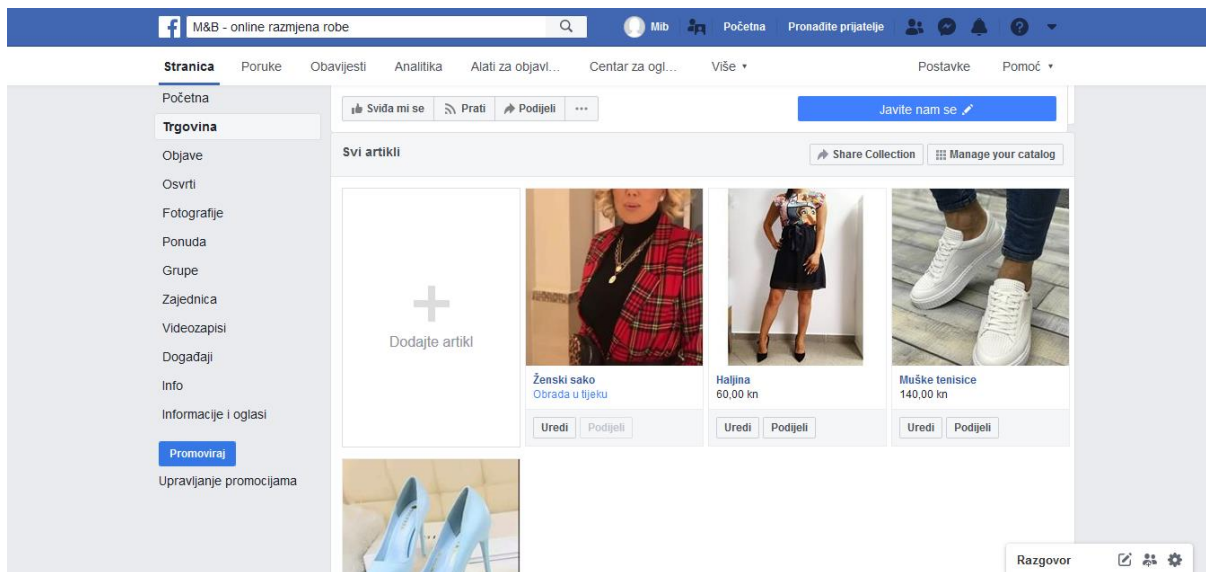 M&B - online razmjena robe
Mib
Početna
Pronađite prijatelje
Stranica
Poruke
Obavijesti
Analitika
Alati za objavl...
Centar za ogl...
Više
Postavke
Pomoć
Početna
Trgovina
Objave
Osvrti
Fotografije
Ponuda
Grupe
Zajednica
Videozapisi
Događaji
Info
Informacije i oglasi
Promoviraj
Upravljanje promocijama
Sviđa mi se
Prati
Podijeli
...
Javite nam se
Svi artikli
Share Collection
Manage your catalog
Dodajte artikl
Ženski sako
Obrada u tijeku
Uredi
Podijeli
Haljina
60,00 kn
Uredi
Podijeli
Muške tenisice
140,00 kn
Uredi
Podijeli
Razgovor